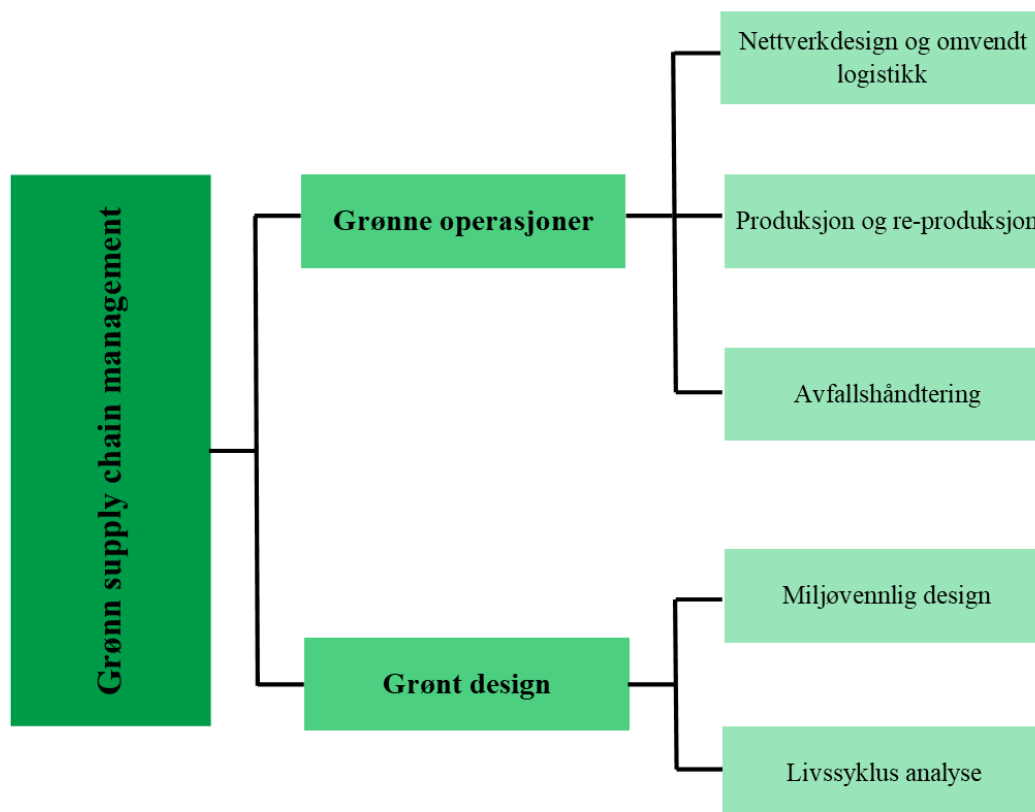 Grønn supply chain management
Grønne operasjoner
Nettverkdesign og omvendt
logistikk
Produksjon og re-produksjon
Avfallshåndtering
Grønt design
Miljøvennlig design
Livssyklus analyse